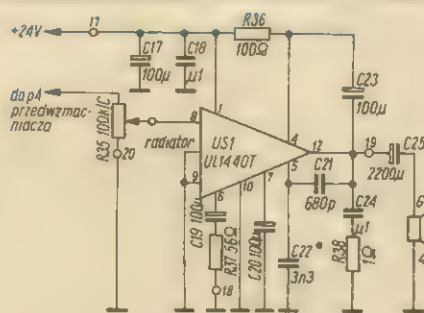 +24V
17
R36
100Ω
C17
100µ
C18
µ1
1
4
C23
100µ
do p.A
przedwzmac-
niacza
R35 100k/C
20
8
radiator
US1
UL1440T
12
19
C25
2200µ
9
6
10
7
5
C21
680p
C24
µ1
C19 100µ
R37 56Ω
18
C20 100µ
C22
3n3
R38
1Ω